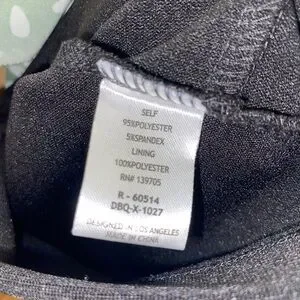 SELF
95%POLYESTER
5%SPANDEX
LINING
100%POLYESTER
RN# 139705
R - 60514
DBQ-X-1027
DESIGNED IN LOS ANGELES
MADE IN CHINA